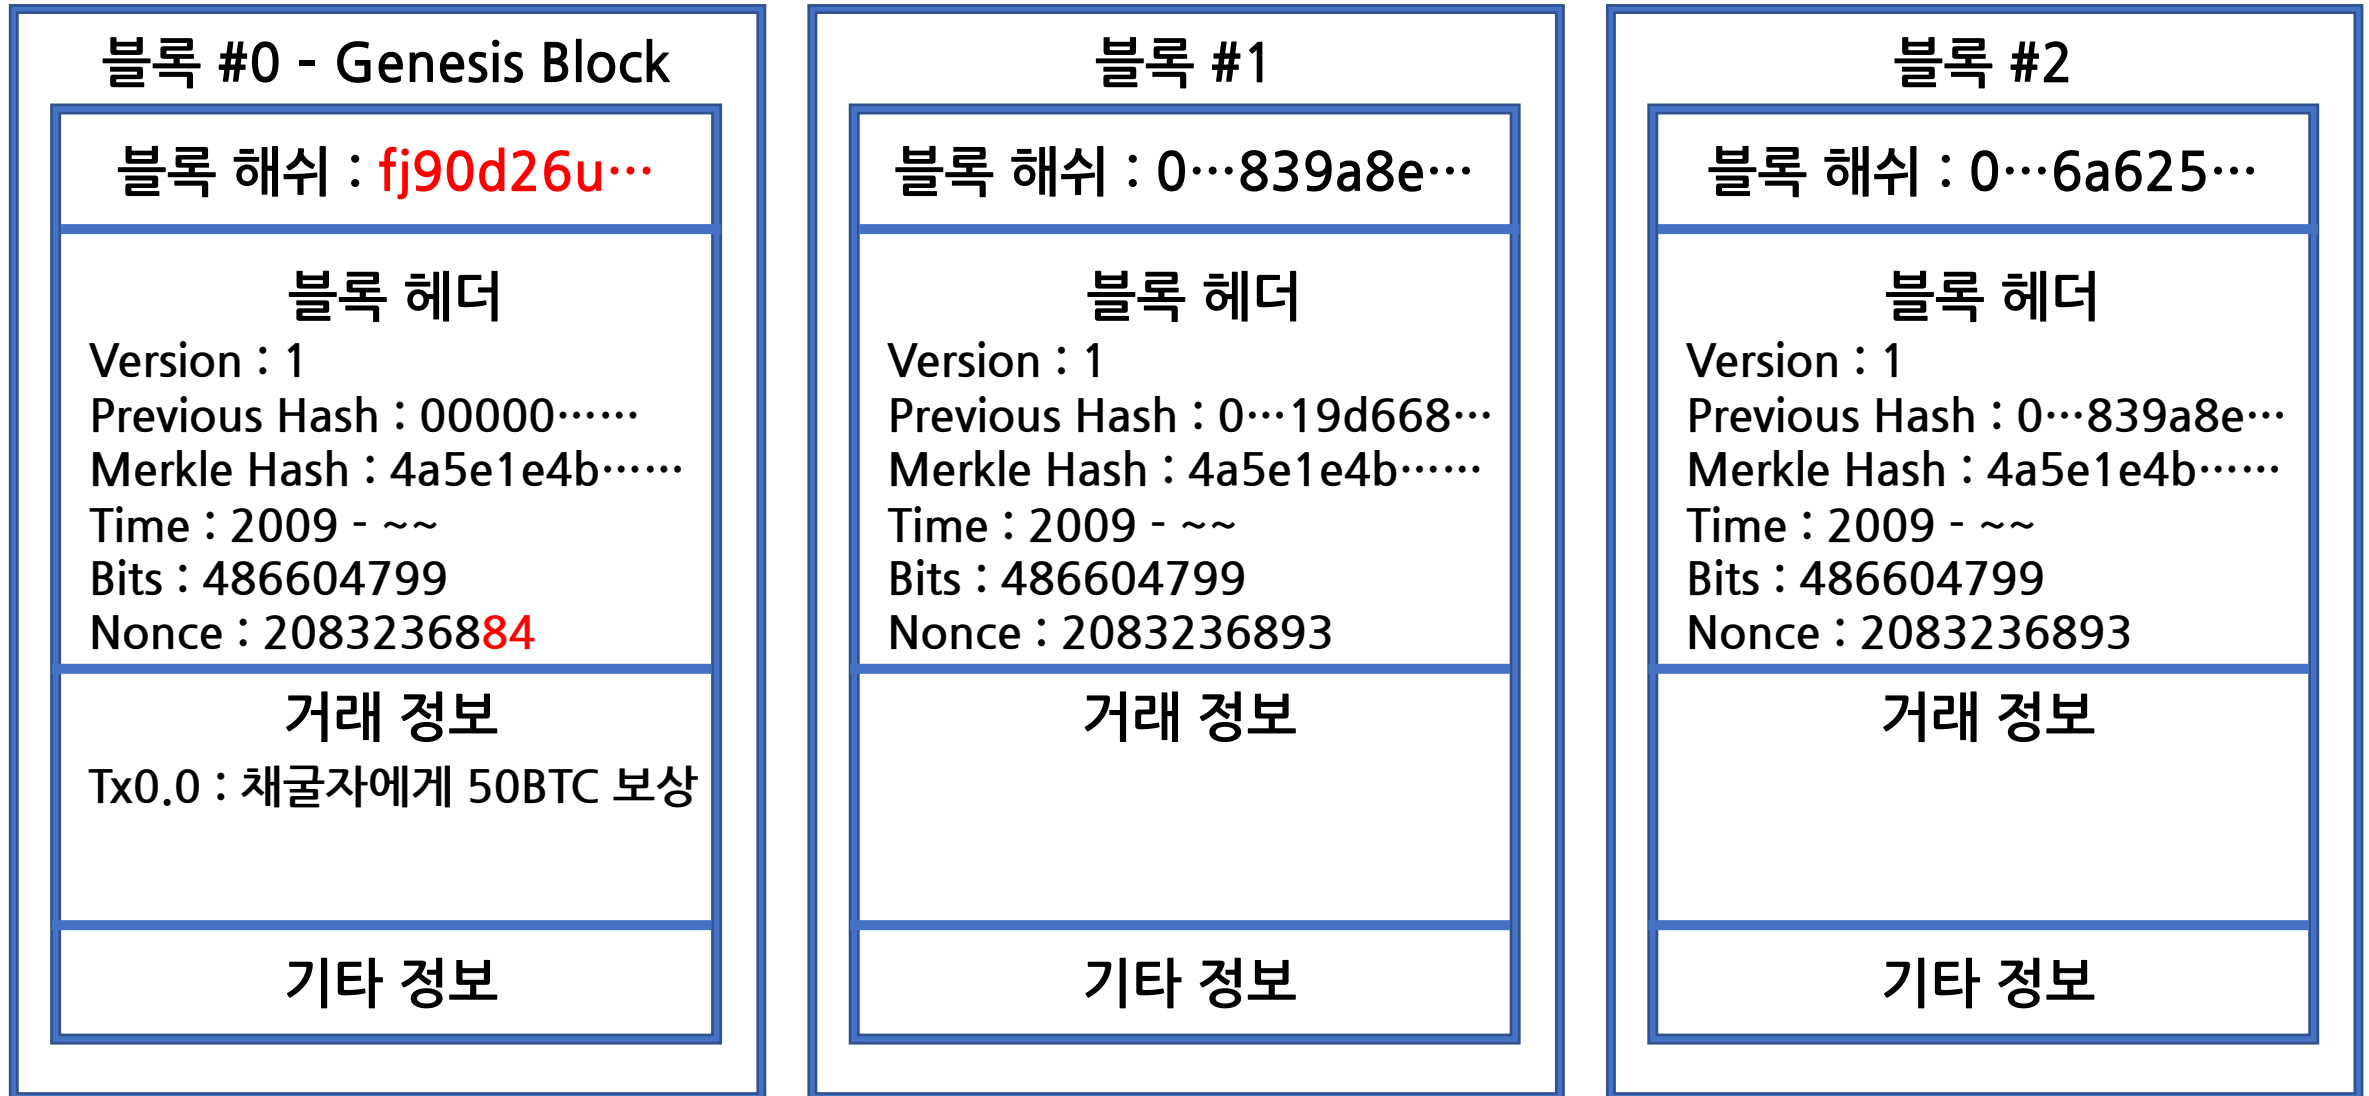 블록 #0 - Genesis Block
블록 해쉬 : fj90d26u…
블록 헤더
Version : 1
Previous Hash : 00000……
Merkle Hash : 4a5e1e4b……
Time : 2009 - ~~
Bits : 486604799
Nonce : 2083236884
거래 정보
Tx0.0 : 채굴자에게 50BTC 보상
기타 정보
블록 #1
블록 해쉬 : 0…839a8e…
블록 헤더
Version : 1
Previous Hash : 0…19d668…
Merkle Hash : 4a5e1e4b……
Time : 2009 - ~~
Bits : 486604799
Nonce : 2083236893
거래 정보
기타 정보
블록 #2
블록 해쉬 : 0…6a625…
블록 헤더
Version : 1
Previous Hash : 0…839a8e…
Merkle Hash : 4a5e1e4b……
Time : 2009 - ~~
Bits : 486604799
Nonce : 2083236893
거래 정보
기타 정보